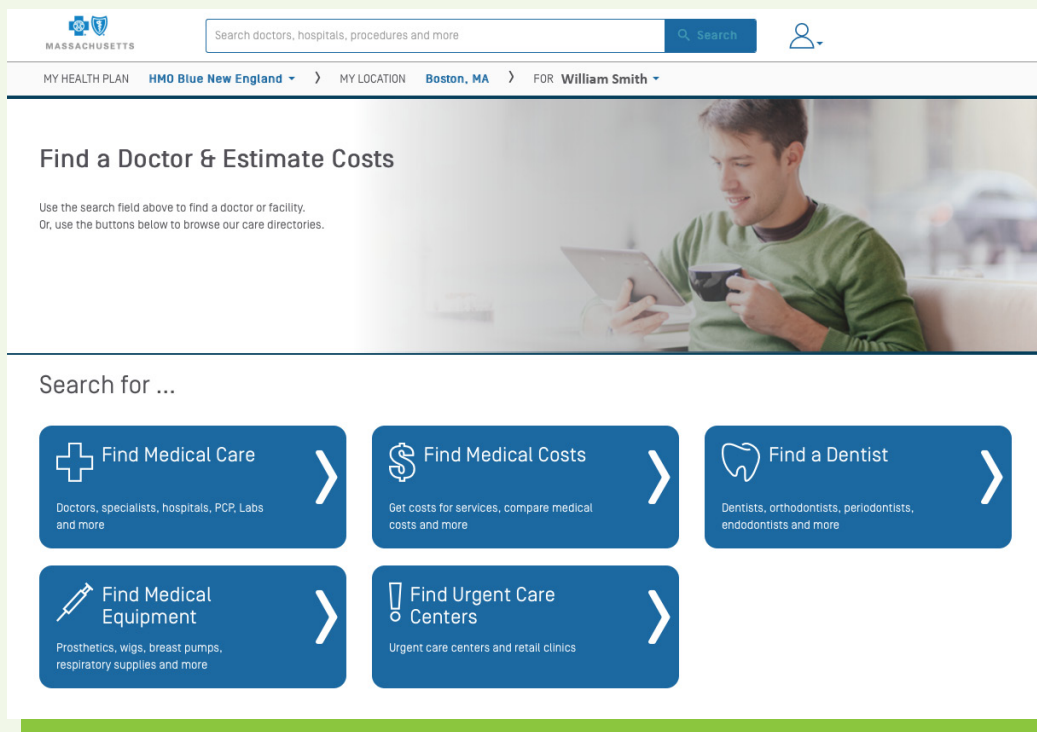 MASSACHUSETTS
Search doctors, hospitals, procedures and more
Search
MY HEALTH PLAN HMO Blue New England MY LOCATION Boston, MA FOR William Smith
Find a Doctor & Estimate Costs
Use the search field above to find a doctor or facility.
Or, use the buttons below to browse our care directories.
Search for ...
Find Medical Care
Doctors, specialists, hospitals, PCP, Labs
and more
Find Medical Costs
Get costs for services, compare medical
costs and more
Find a Dentist
Dentists, orthodontists, periodontists,
endodontists and more
Find Medical
Equipment
Prosthetics, wigs, breast pumps,
respiratory supplies and more
Find Urgent Care
Centers
Urgent care centers and retail clinics